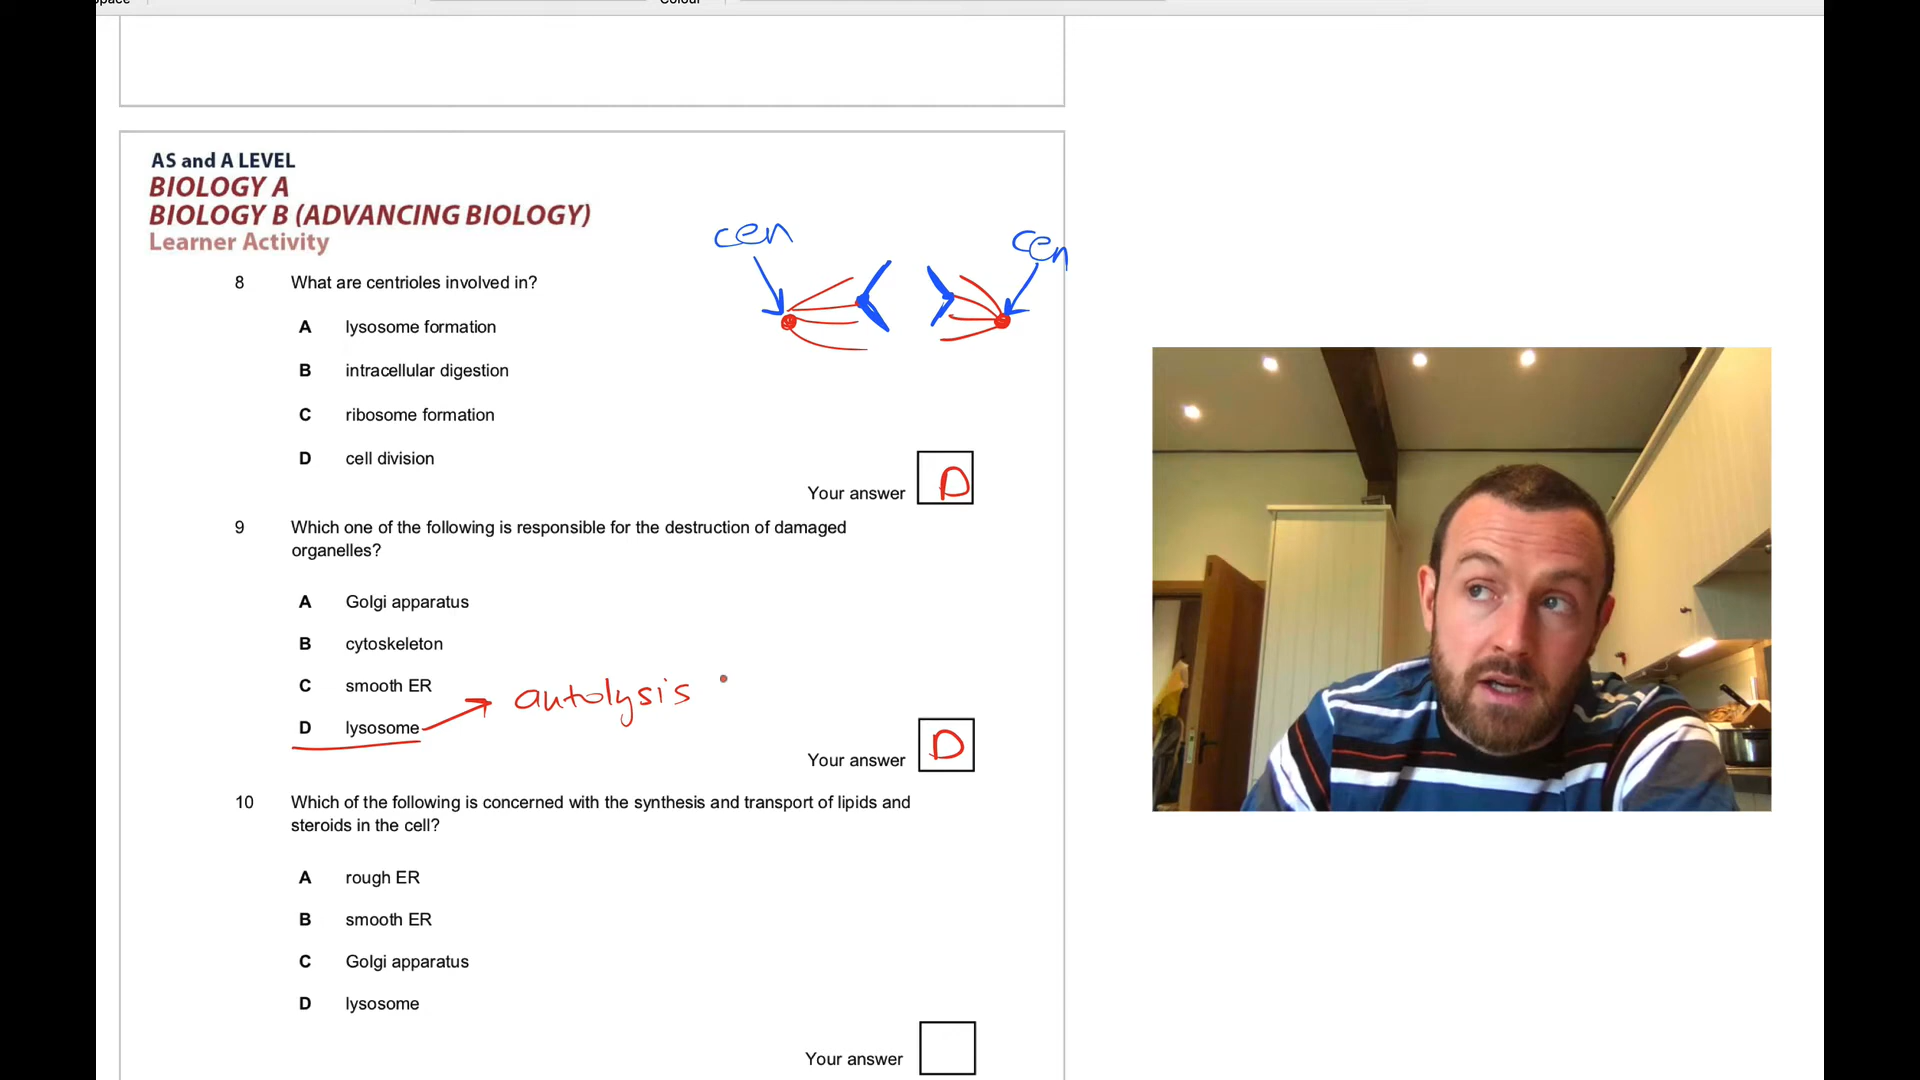 Colour
AS and A LEVEL
BIOLOGY A
BIOLOGY B (ADVANCING BIOLOGY)
Learner Activity
cen
cen
8 What are centrioles involved in?
A lysosome formation
B intracellular digestion
C ribosome formation
D cell division
Your answer D
9 Which one of the following is responsible for the destruction of damaged
organelles?
A Golgi apparatus
B cytoskeleton
C smooth ER
autolysis
D lysosome
Your answer D
10 Which of the following is concerned with the synthesis and transport of lipids and
steroids in the cell?
A rough ER
B smooth ER
C Golgi apparatus
D lysosome
Your answer